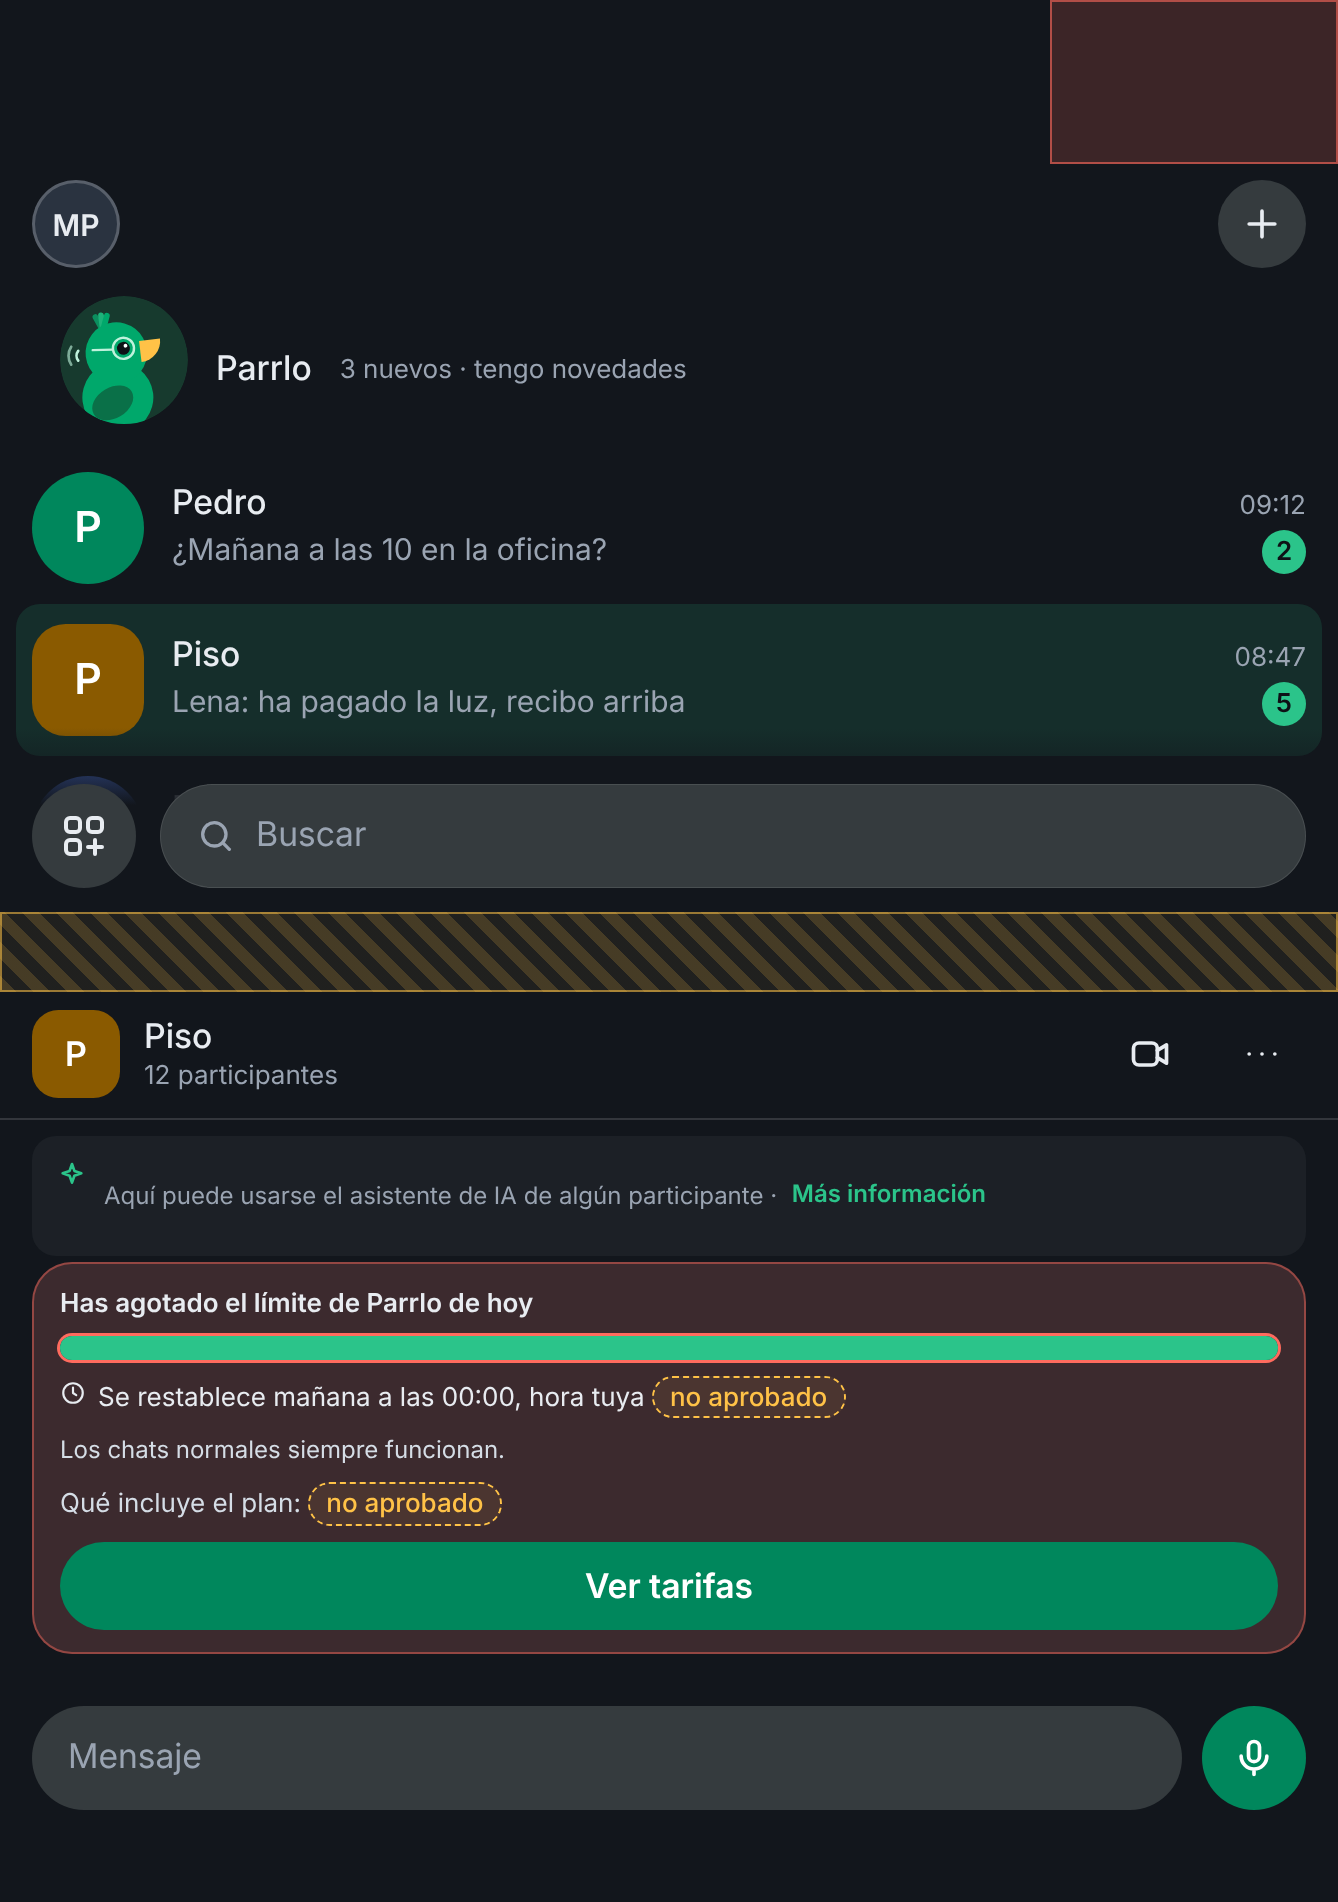 MP
Parrlo 3 nuevos · tengo novedades
P
Pedro 09:12
¿Mañana a las 10 en la oficina? 2
P
Piso 08:47
Lena: ha pagado la luz, recibo arriba 5
Buscar
P
Piso
12 participantes
Aquí puede usarse el asistente de IA de algún participante · Más información
Has agotado el límite de Parrlo de hoy
Se restablece mañana a las 00:00, hora tuya no aprobado
Los chats normales siempre funcionan.
Qué incluye el plan: no aprobado
Ver tarifas
Mensaje